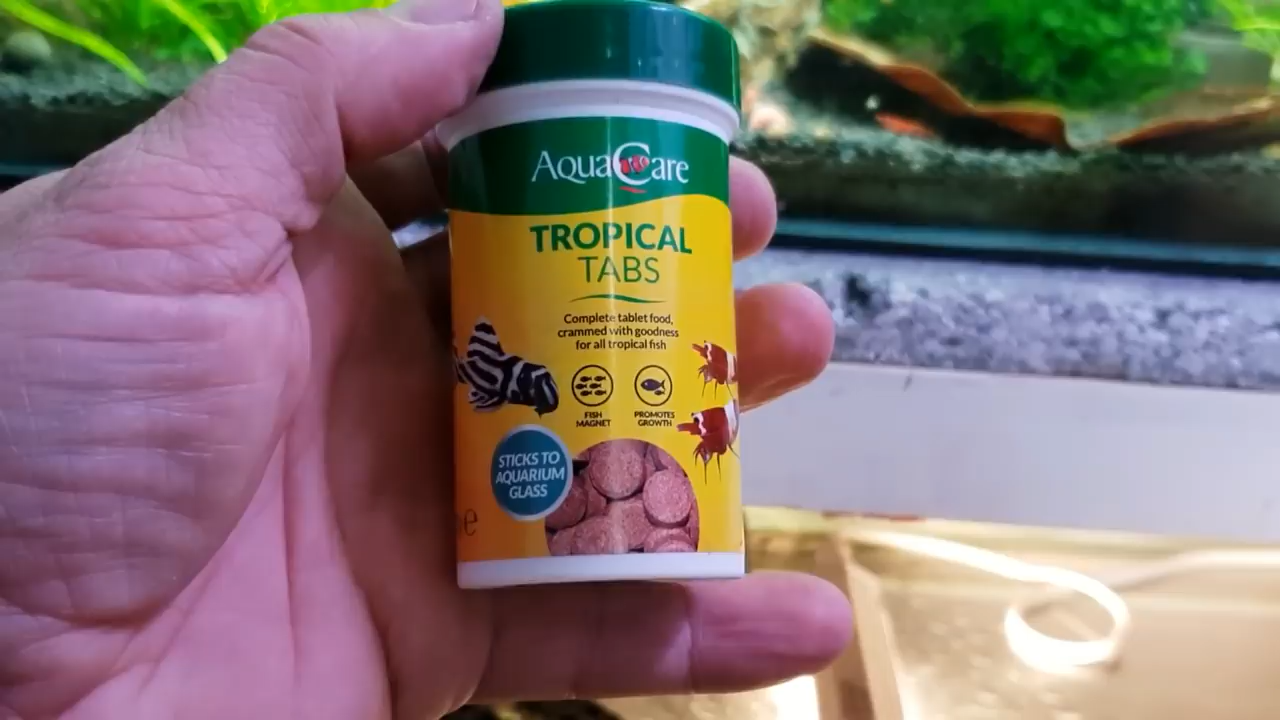 AquaCare
TROPICAL
TABS
Complete tablet food,
crammed with goodness
for all tropical fish
FISH
MAGNET
PROMOTES
GROWTH
STICKS TO
AQUARIUM
GLASS
e